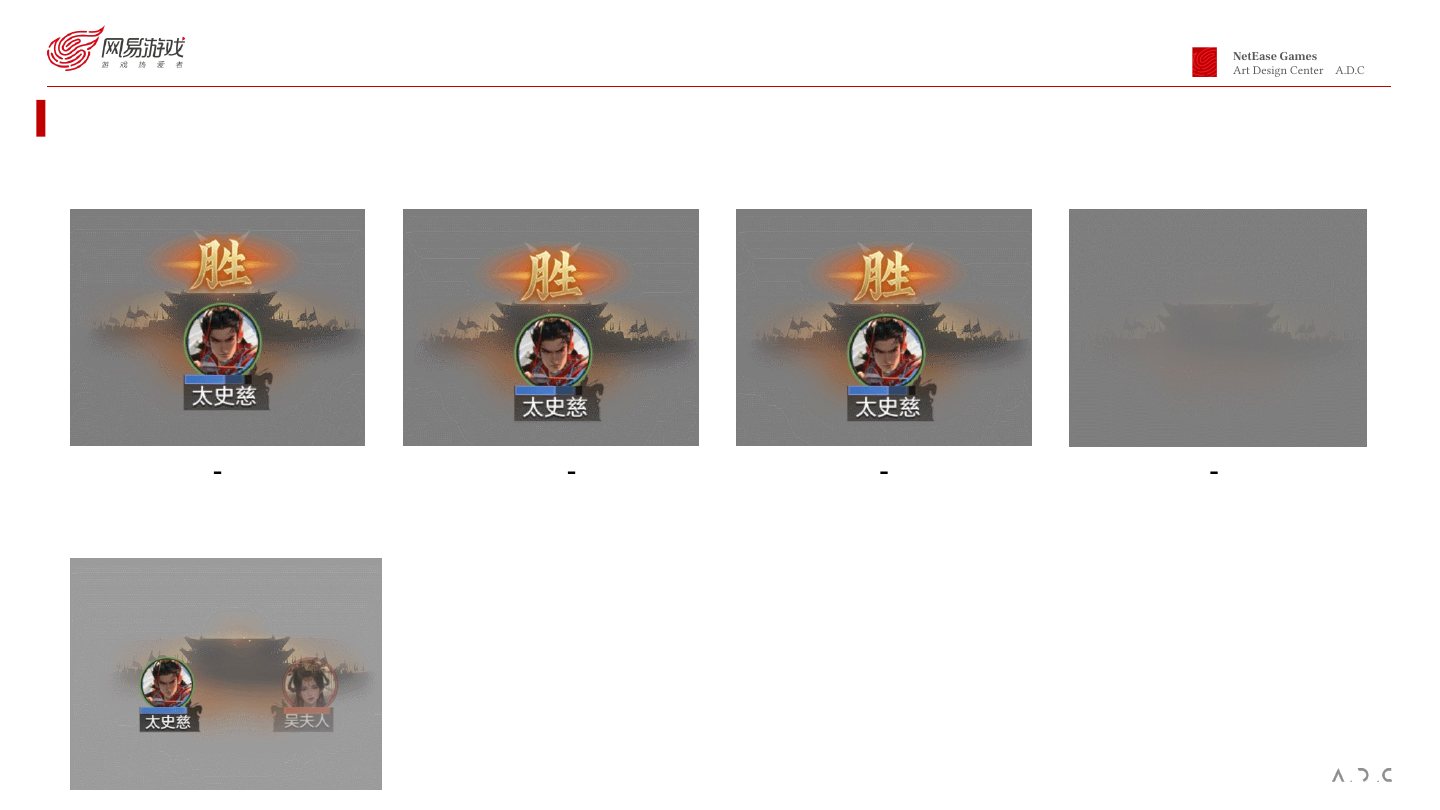 网易游戏
游戏热爱者
NetEase Games
Art Design Center A.D.C
胜
太史慈
胜
太史慈
胜
太史慈
-
-
-
-
太史慈
吴夫人
A.D.C